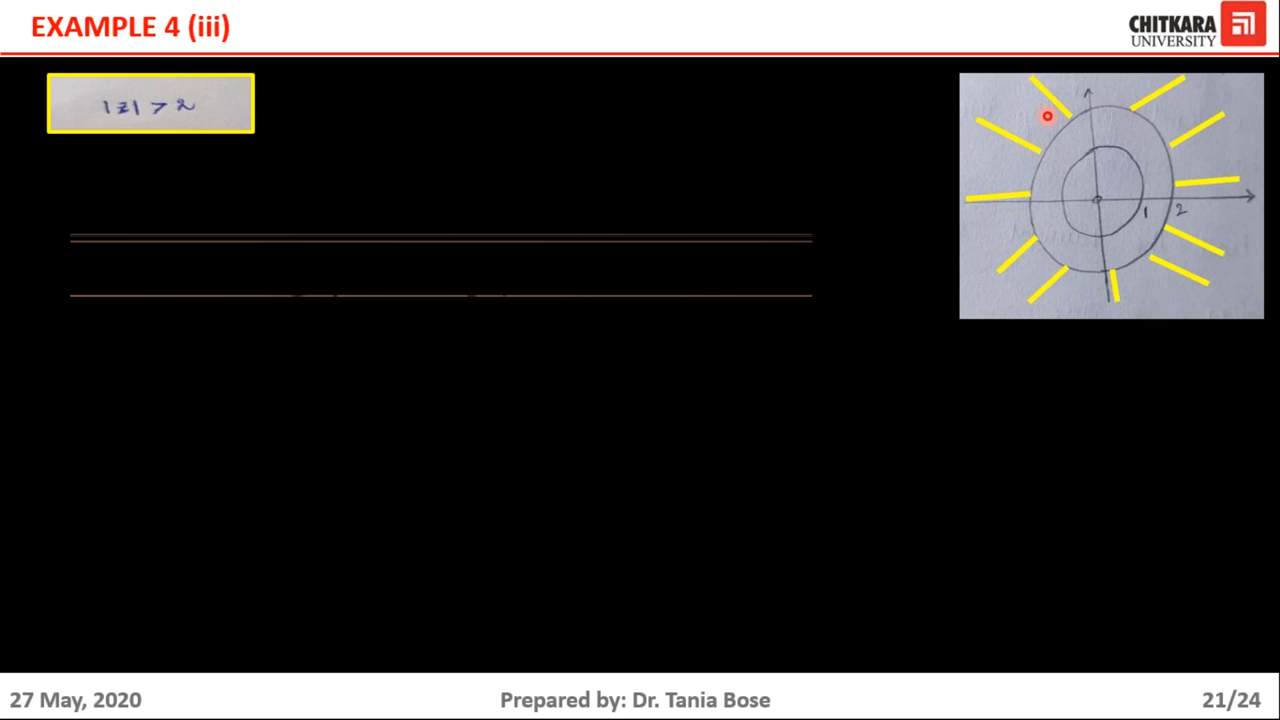 EXAMPLE 4 (iii)
CHITKARA
UNIVERSITY
|z| > 2
1 2
27 May, 2020
Prepared by: Dr. Tania Bose
21/24